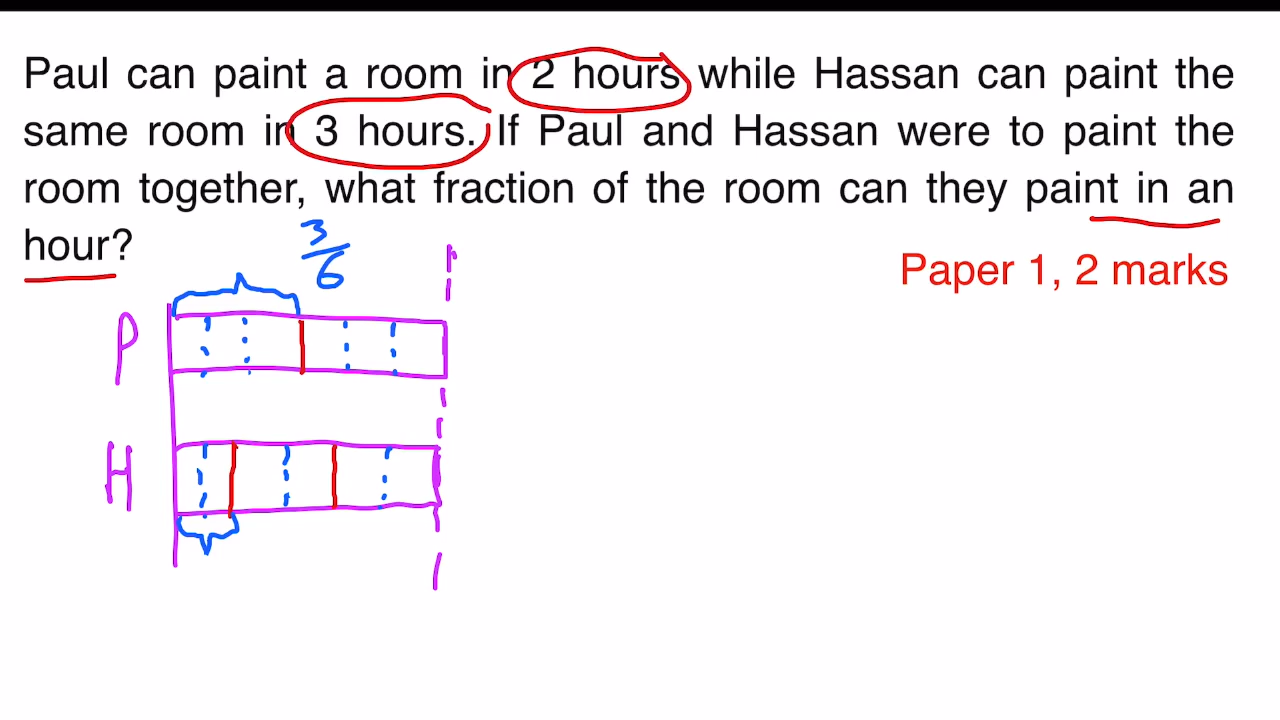 Paul can paint a room in 2 hours while Hassan can paint the
same room in 3 hours. If Paul and Hassan were to paint the
room together, what fraction of the room can they paint in an
hour?
3/6
Paper 1, 2 marks
P
H